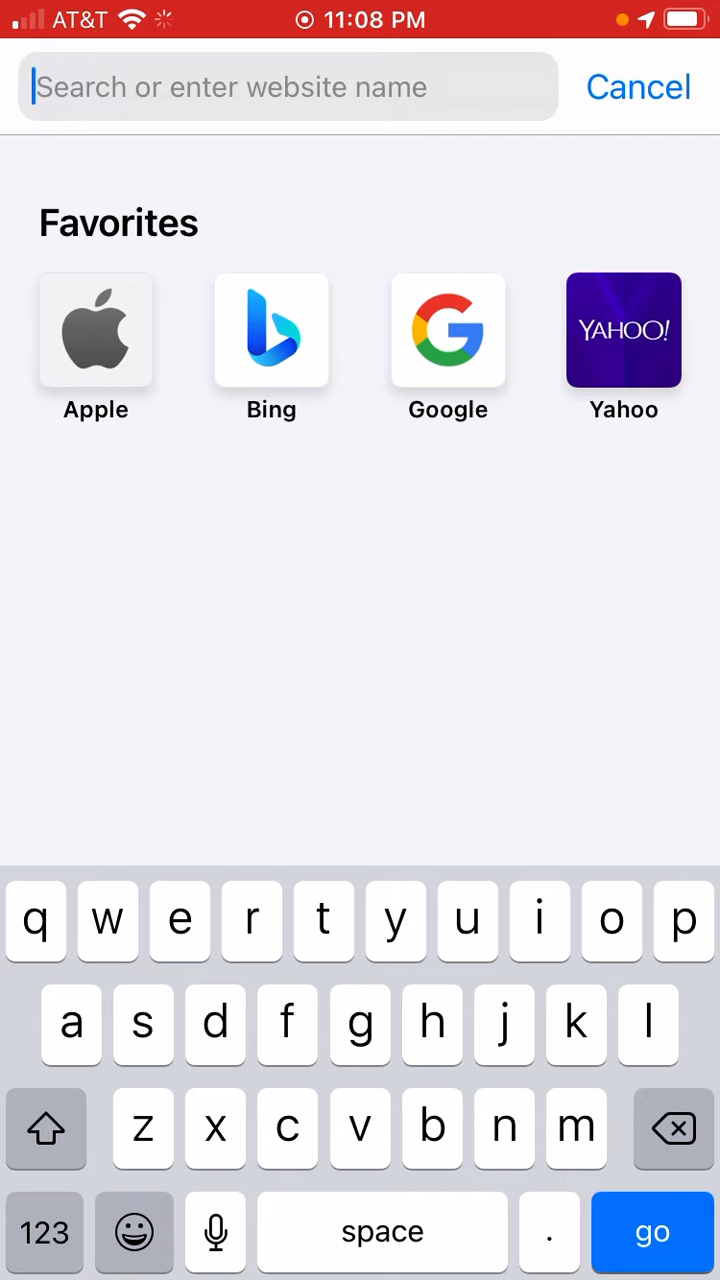 AT&T 11:08 PM
Search or enter website name Cancel
Favorites
YAHOO!
Apple Bing Google Yahoo
q w e r t y u i o p
a s d f g h j k l
z x c v b n m
123 space . go